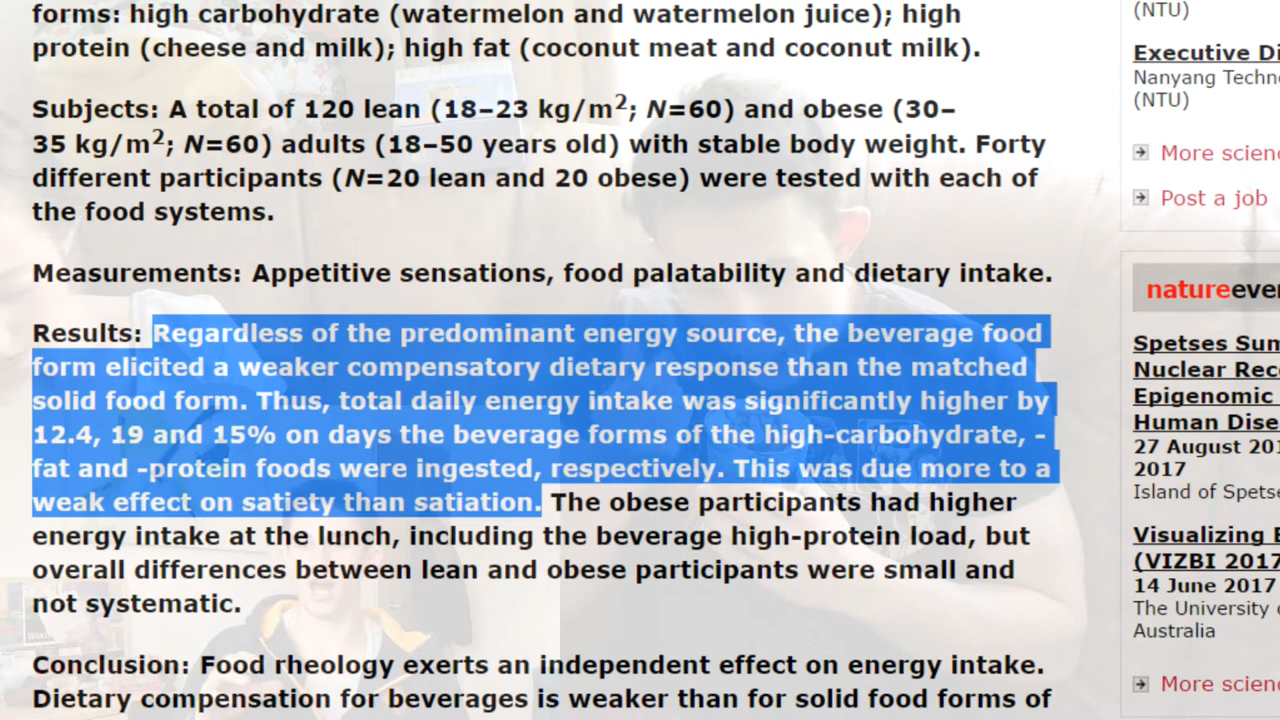 forms: high carbohydrate (watermelon and watermelon juice); high
protein (cheese and milk); high fat (coconut meat and coconut milk).
Subjects: A total of 120 lean (18–23 kg/m²; N=60) and obese (30–
35 kg/m²; N=60) adults (18–50 years old) with stable body weight. Forty
different participants (N=20 lean and 20 obese) were tested with each of
the food systems.
Measurements: Appetitive sensations, food palatability and dietary intake.
Results: Regardless of the predominant energy source, the beverage food
form elicited a weaker compensatory dietary response than the matched
solid food form. Thus, total daily energy intake was significantly higher by
12.4, 19 and 15% on days the beverage forms of the high-carbohydrate, -
fat and -protein foods were ingested, respectively. This was due more to a
weak effect on satiety than satiation. The obese participants had higher
energy intake at the lunch, including the beverage high-protein load, but
overall differences between lean and obese participants were small and
not systematic.
Conclusion: Food rheology exerts an independent effect on energy intake.
Dietary compensation for beverages is weaker than for solid food forms of
(NTU)
Executive Di
Nanyang Techn
(NTU)
More scien
Post a job
natureeve
Spetses Sum
Nuclear Rec
Epigenomic
Human Dise
27 August 201
2017
Island of Spets
Visualizing B
(VIZBI 2017
14 June 2017
The University
Australia
More scienc